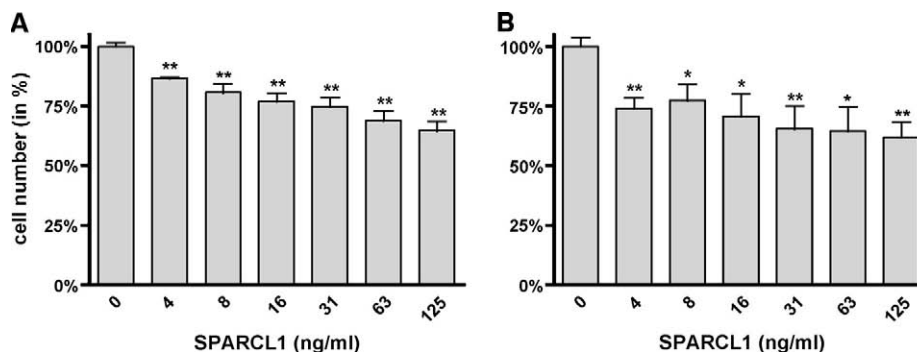 A
cell number (in %)
100%
75%
50%
25%
0%
** ** ** ** ** **
0 4 8 16 31 63 125
SPARCL1 (ng/ml)
B
100%
75%
50%
25%
0%
** * * ** * **
0 4 8 16 31 63 125
SPARCL1 (ng/ml)